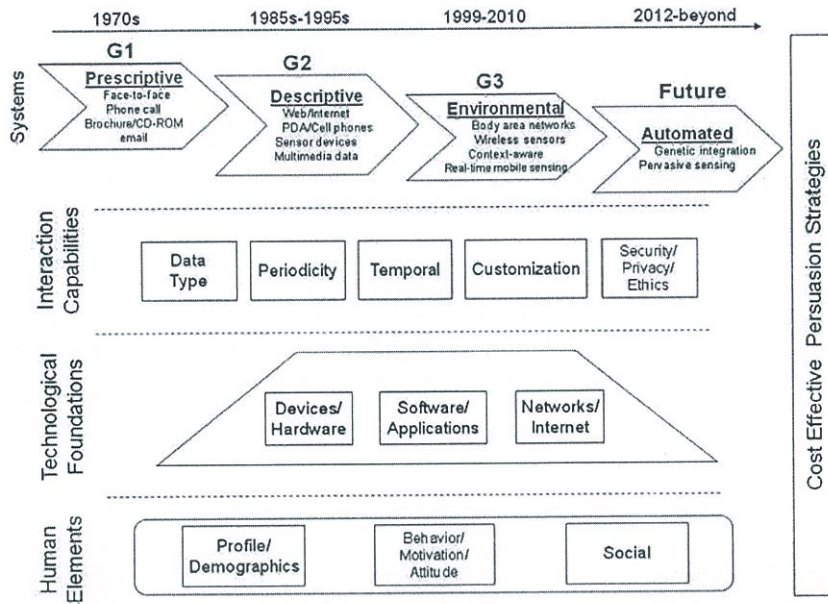 1970s
1985s-1995s
1999-2010
2012-beyond
Systems
G1
Prescriptive
Face-to-face
Phone call
Brochure/CD-ROM
email
G2
Descriptive
Web/Internet
PDA/Cell phones
Sensor devices
Multimedia data
G3
Environmental
Body area networks
Wireless sensors
Context-aware
Real-time mobile sensing
Future
Automated
Genetic integration
Pervasive sensing
Interaction
Capabilities
Data
Type
Periodicity
Temporal
Customization
Security/
Privacy/
Ethics
Technological
Foundations
Devices/
Hardware
Software/
Applications
Networks/
Internet
Human
Elements
Profile/
Demographics
Behavior/
Motivation/
Attitude
Social
Cost Effective Persuasion Strategies